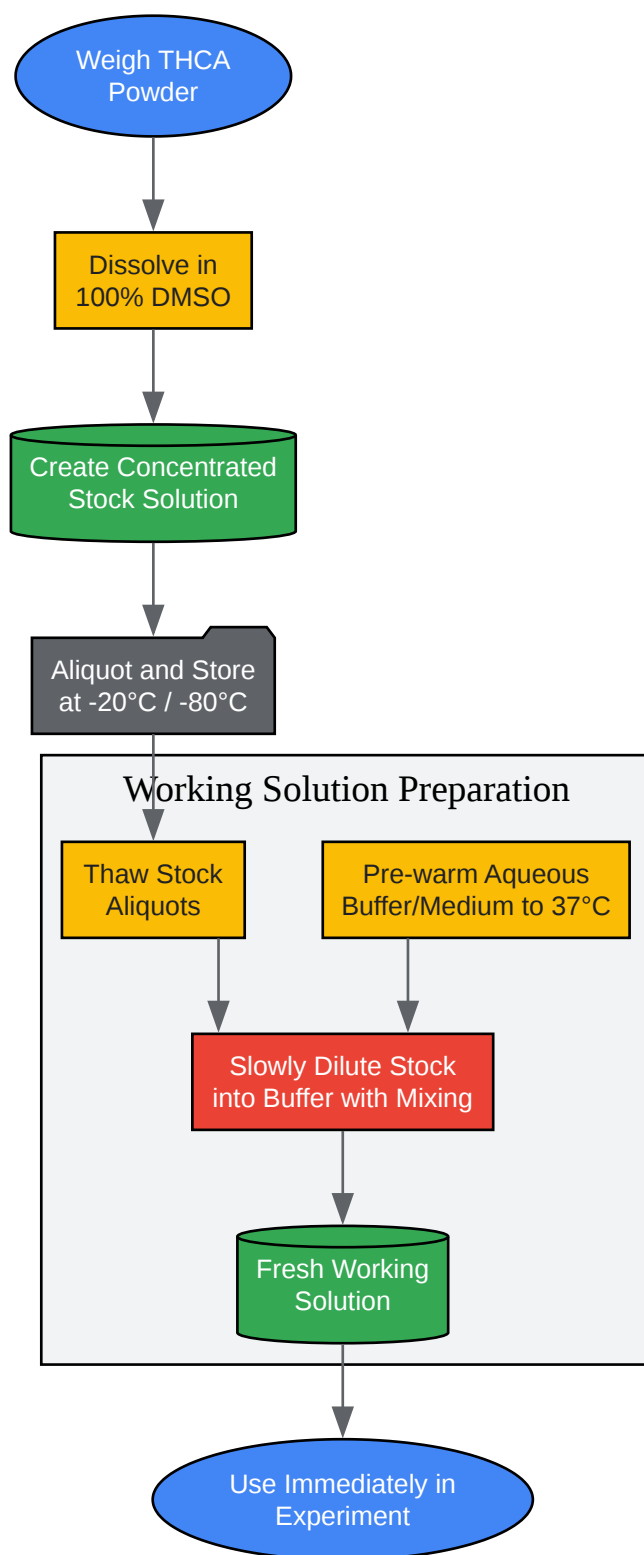 Weigh THCA
Powder
Dissolve in
100% DMSO
Create Concentrated
Stock Solution
Aliquot and Store
at -20°C / -80°C
Working Solution Preparation
Thaw Stock
Aliquots
Pre-warm Aqueous
Buffer/Medium to 37°C
Slowly Dilute Stock
into Buffer with Mixing
Fresh Working
Solution
Use Immediately in
Experiment